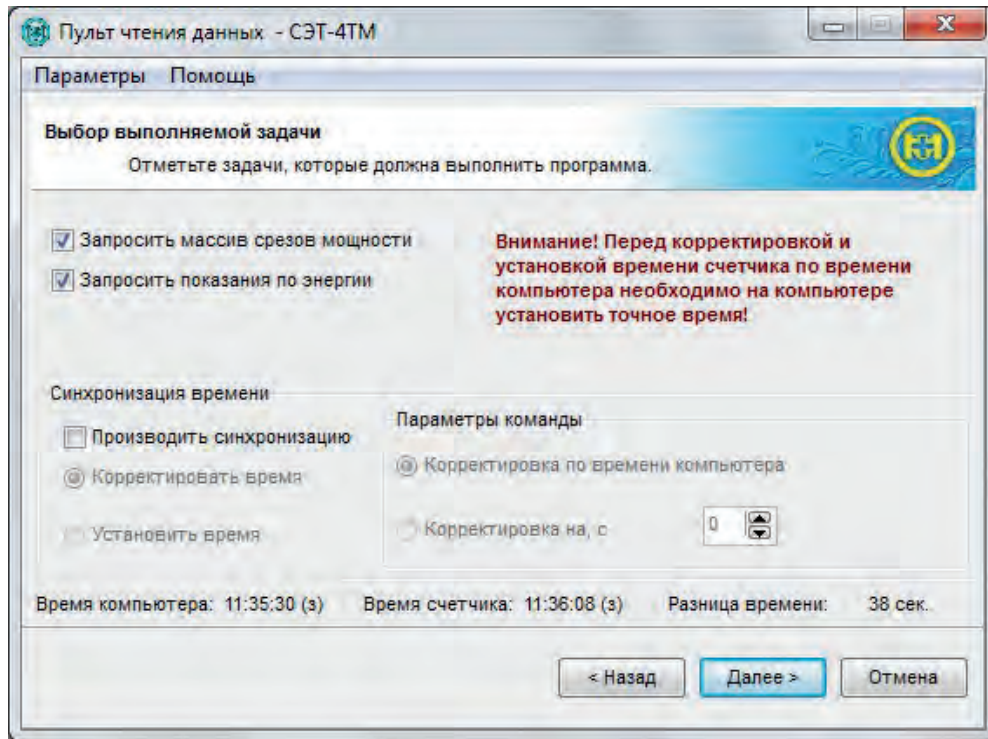 Пульт чтения данных - СЭТ-4ТМ
Параметры Помощь
Выбор выполняемой задачи
Отметьте задачи, которые должна выполнить программа.
Запросить массив срезов мощности
Запросить показания по энергии
Внимание! Перед корректировкой и
установкой времени счетчика по времени
компьютера необходимо на компьютере
установить точное время!
Синхронизация времени
Производить синхронизацию
Корректировать время
Установить время
Параметры команды
Корректировка по времени компьютера
Корректировка на, с 0
Время компьютера: 11:35:30 (з) Время счетчика: 11:36:08 (з) Разница времени: 38 сек.
< Назад Далее > Отмена